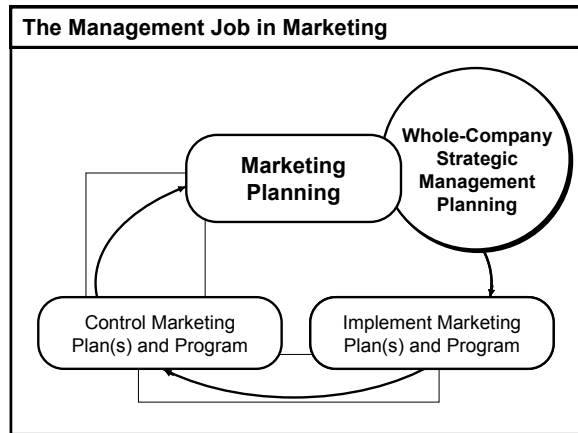 The Management Job in Marketing
Whole-Company
Strategic
Management
Planning
Marketing
Planning
Control Marketing
Plan(s) and Program
Implement Marketing
Plan(s) and Program